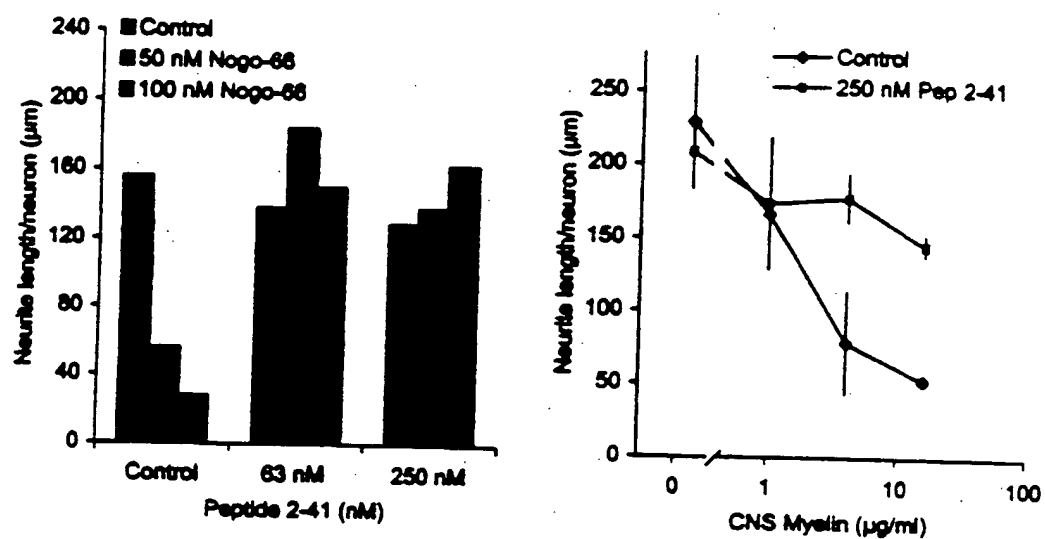 240
200
160
120
80
40
0
Neurite length/neuron (µm)
Control
50 nM Nogo-66
100 nM Nogo-66
Control 63 nM 250 nM
Peptide 2-41 (nM)
250
200
150
100
50
0
Neurite length/neuron (µm)
Control
250 nM Pep 2-41
0 1 10 100
CNS Myelin (µg/ml)